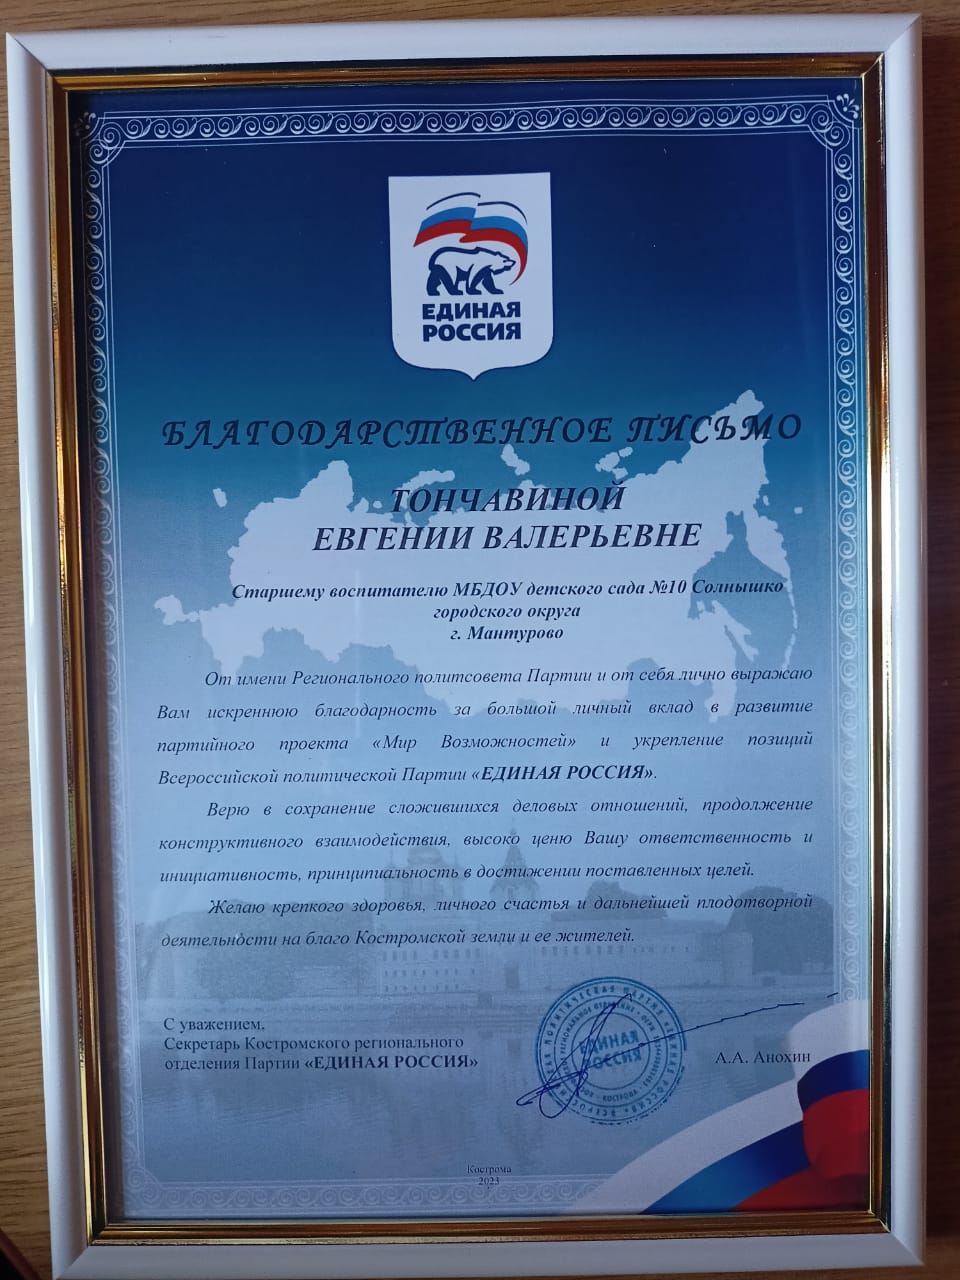 ЕДИНАЯ
РОССИЯ
БЛАГОДАРСТВЕННОЕ ПИСЬМО
ТОНЧАВИНОЙ
ЕВГЕНИИ ВАЛЕРЬЕВНЕ
Старшему воспитателю МБДОУ детского сада №10 Солнышко
городского округа
г. Мантурово
От имени Регионального политсовета Партии и от себя лично выражаю
Вам искреннюю благодарность за большой личный вклад в развитие
партийного проекта «Мир Возможностей» и укрепление позиций
Всероссийской политической Партии «ЕДИНАЯ РОССИЯ».
Верю в сохранение сложившихся деловых отношений, продолжение
конструктивного взаимодействия, высоко ценю Вашу ответственность и
инициативность, принципиальность в достижении поставленных целей.
Желаю крепкого здоровья, личного счастья и дальнейшей плодотворной
деятельности на благо Костромской земли и ее жителей.
С уважением,
Секретарь Костромского регионального
отделения Партии «ЕДИНАЯ РОССИЯ»
ЕДИНАЯ
РОССИЯ
А.А. Анохин
Кострома
2023